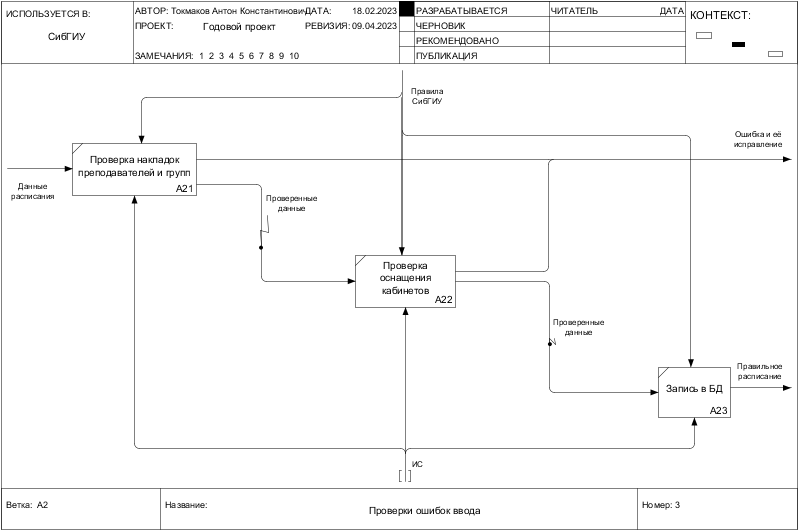 ИСПОЛЬЗУЕТСЯ В:
СибГИУ
АВТОР: Токмаков Антон Константинович
ДАТА: 18.02.2023
ПРОЕКТ: Годовой проект
РЕВИЗИЯ: 09.04.2023
ЗАМЕЧАНИЯ: 1 2 3 4 5 6 7 8 9 10
РАЗРАБАТЫВАЕТСЯ
ЧЕРНОВИК
РЕКОМЕНДОВАНО
ПУБЛИКАЦИЯ
ЧИТАТЕЛЬ
ДАТА
КОНТЕКСТ:
Правила
СибГИУ
Ошибка и её
исправление
Проверка накладок
преподавателей и групп
A21
Данные
расписания
Проверенные
данные
Проверка
оснащения
кабинетов
A22
Проверенные
данные
Правильное
расписание
Запись в БД
A23
ИС
Ветка: A2
Название:
Проверки ошибок ввода
Номер: 3